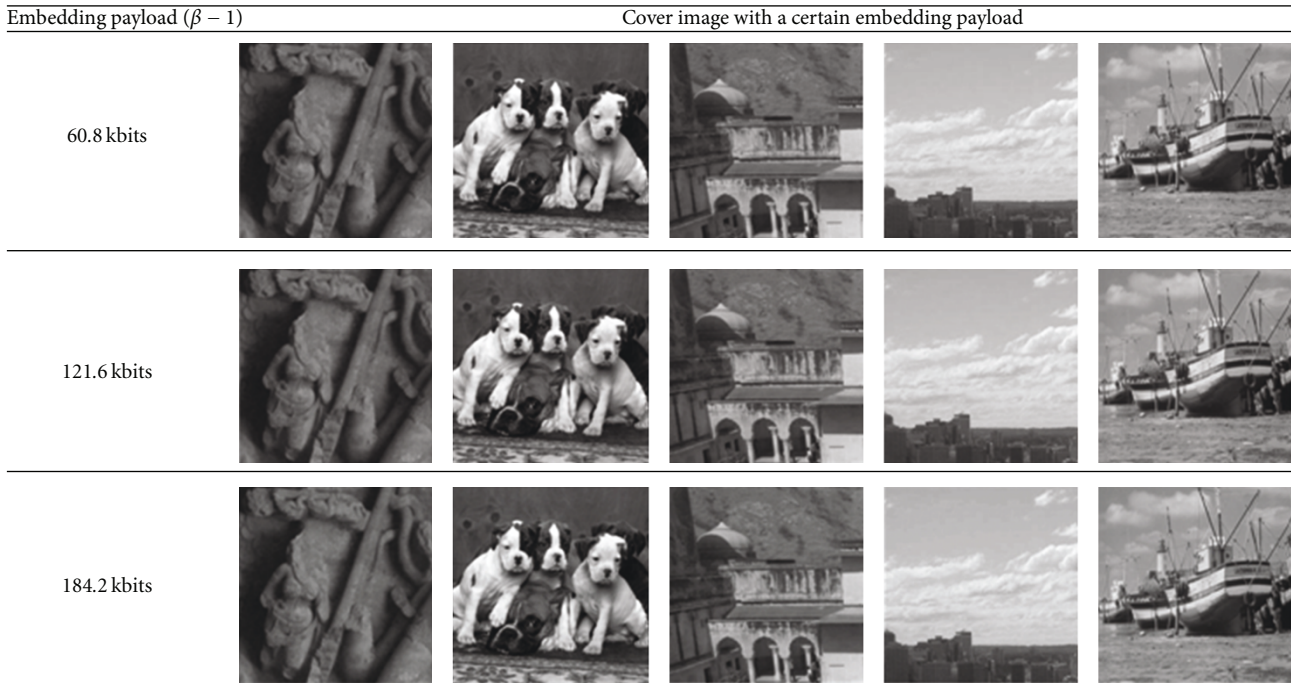 Embedding payload (β − 1) Cover image with a certain embedding payload
60.8 kbits
121.6 kbits
184.2 kbits